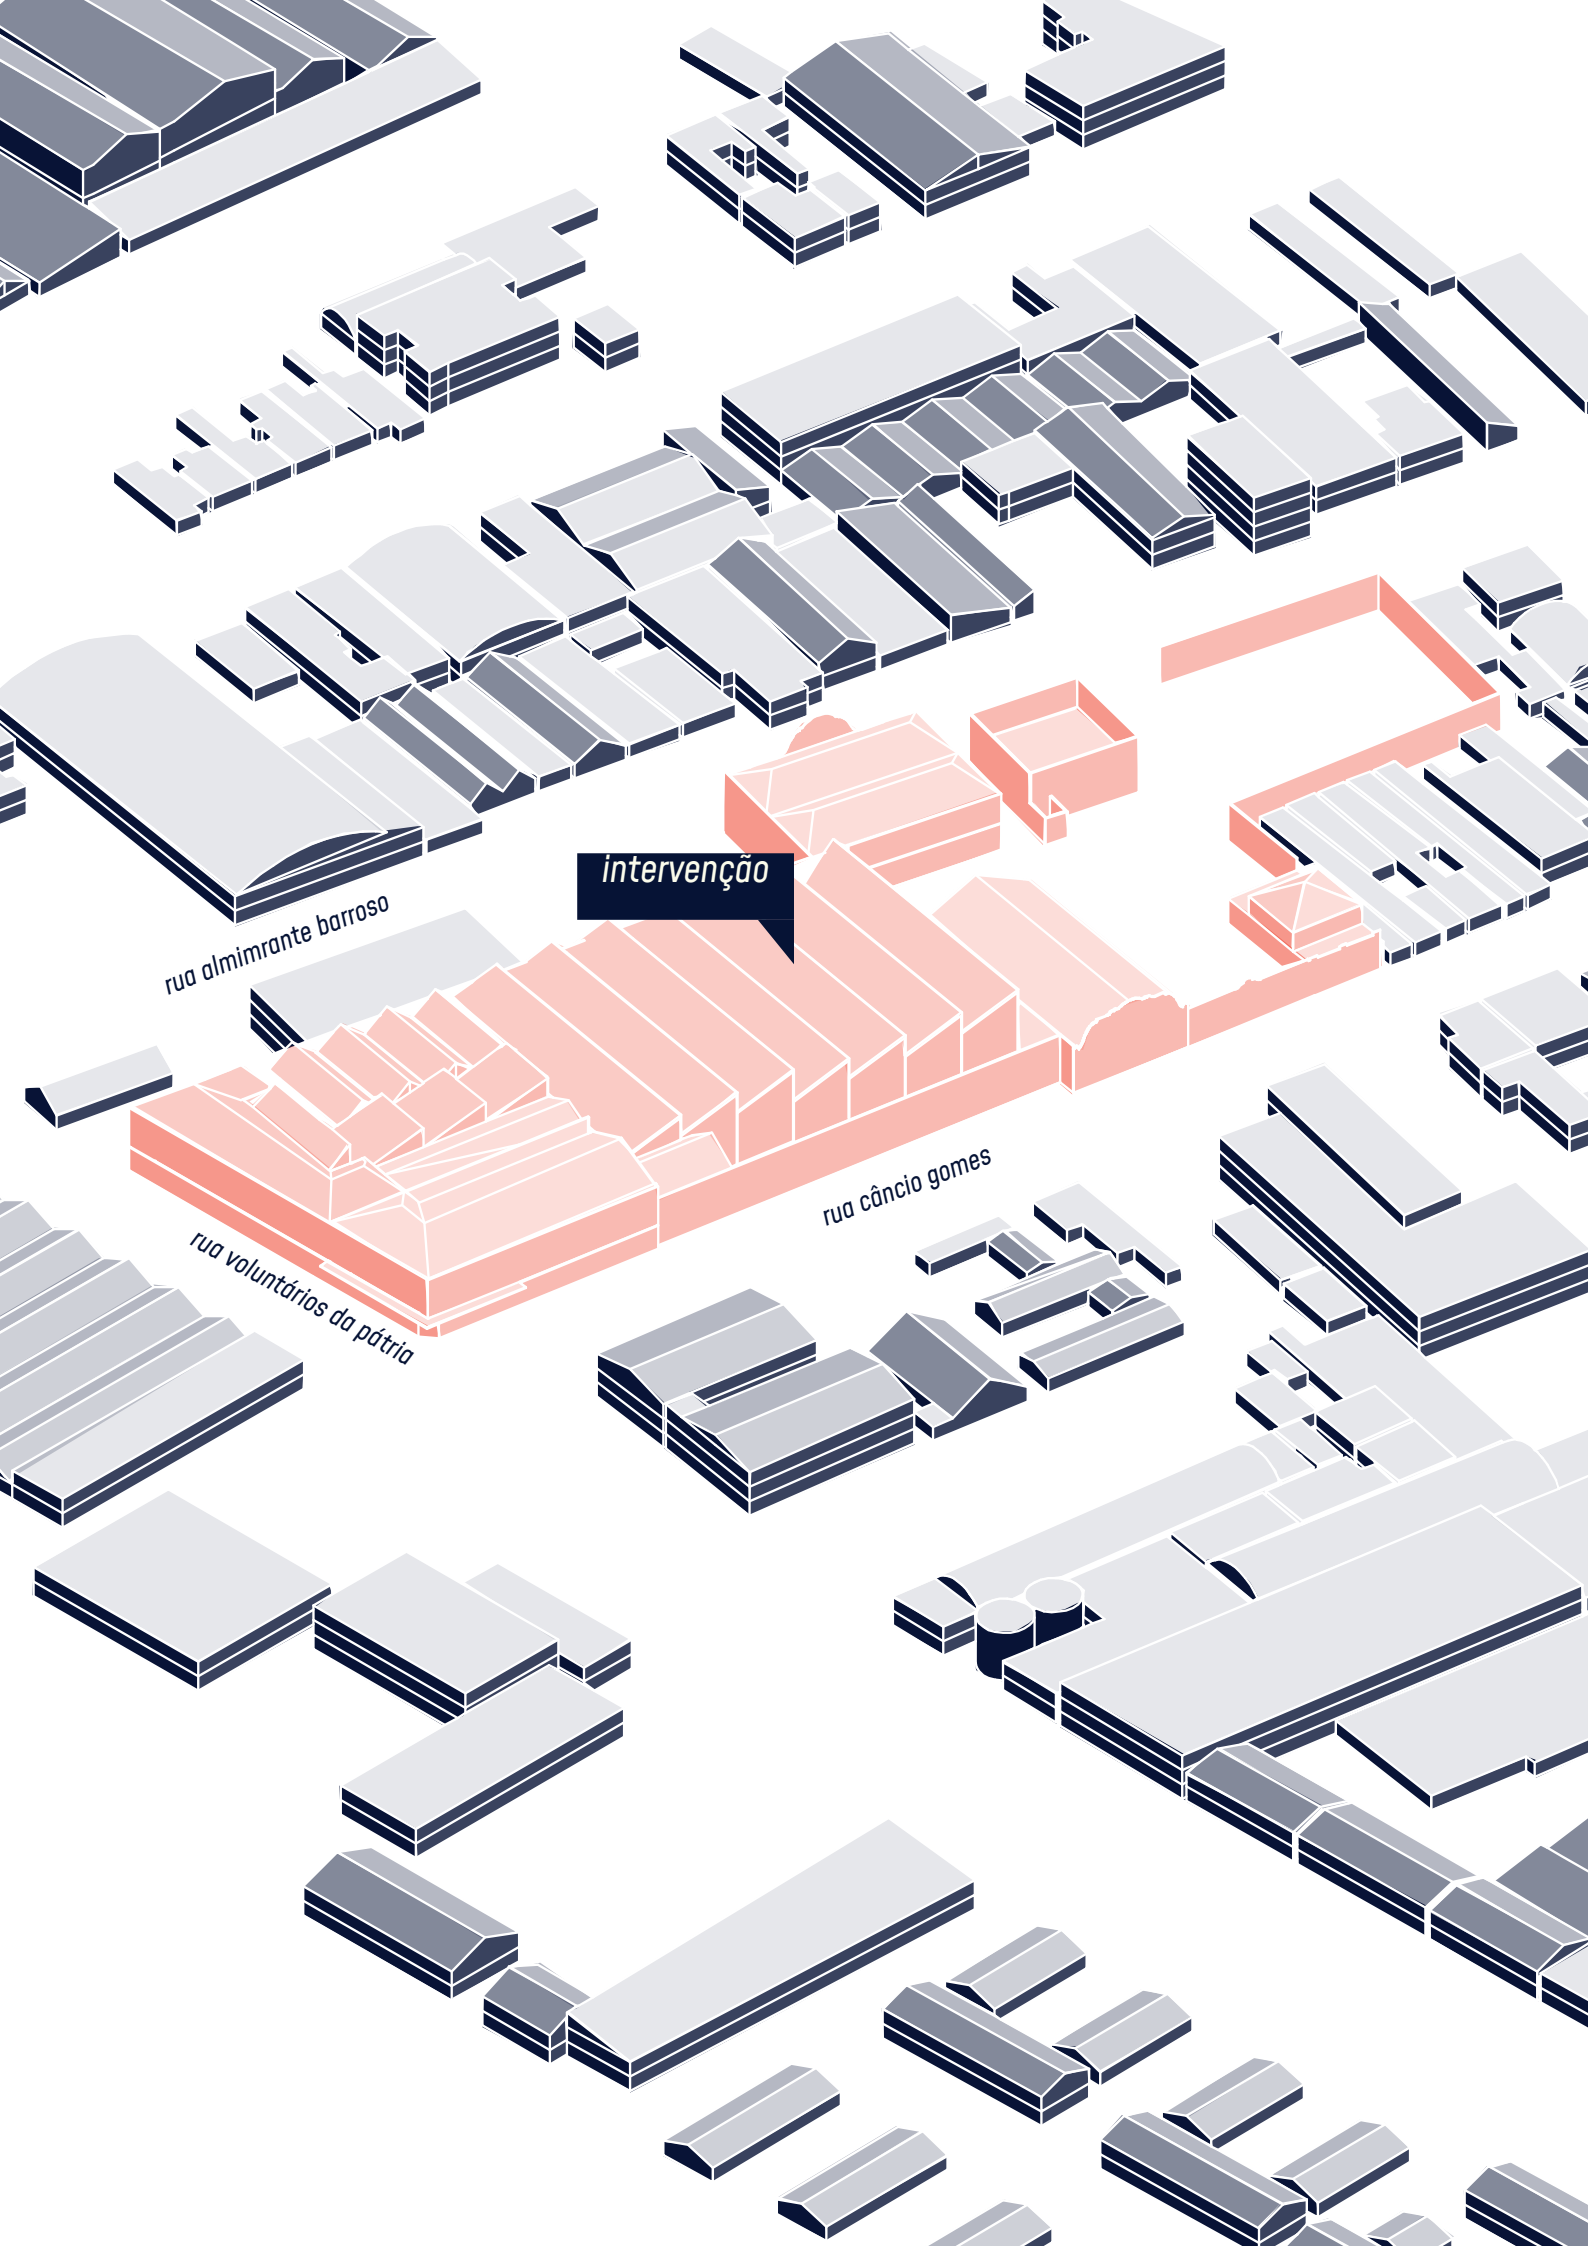 intervenção
rua almimrante barroso
rua câncio gomes
rua voluntários da pátria